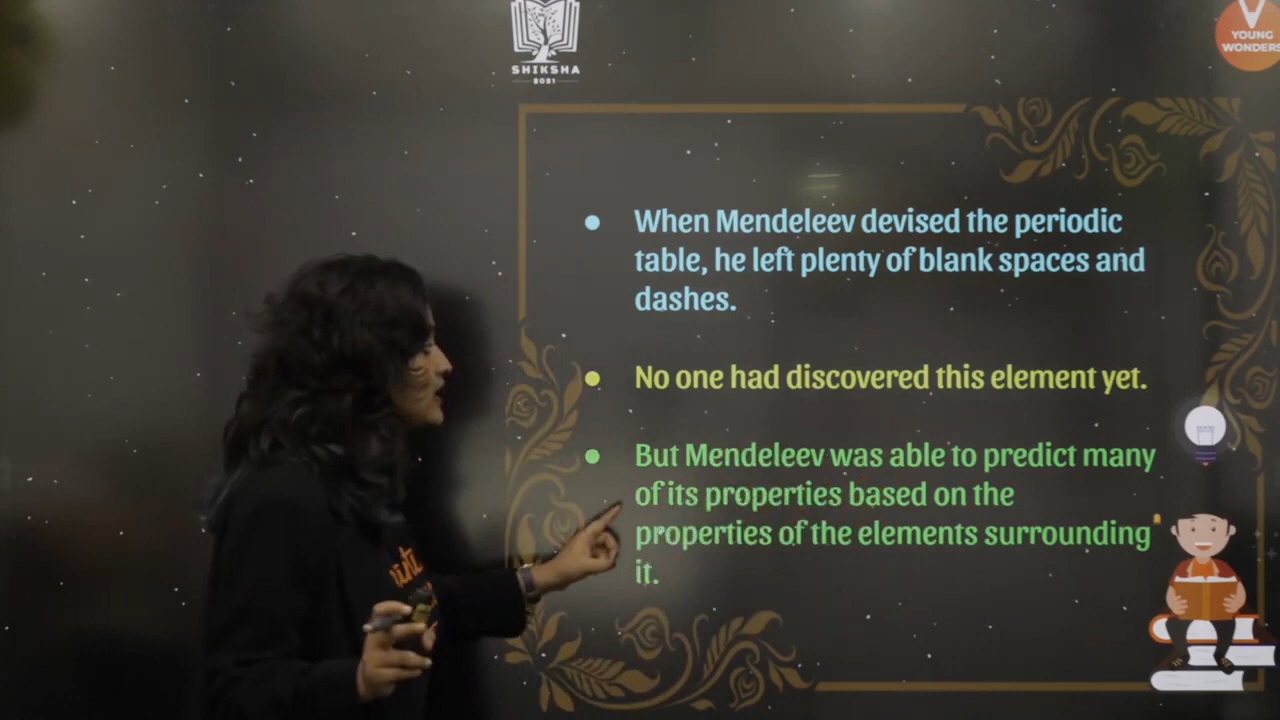 SHIKSHA
YOUNG
WONDERS
When Mendeleev devised the periodic
table, he left plenty of blank spaces and
dashes.
No one had discovered this element yet.
But Mendeleev was able to predict many
of its properties based on the
properties of the elements surrounding
it.